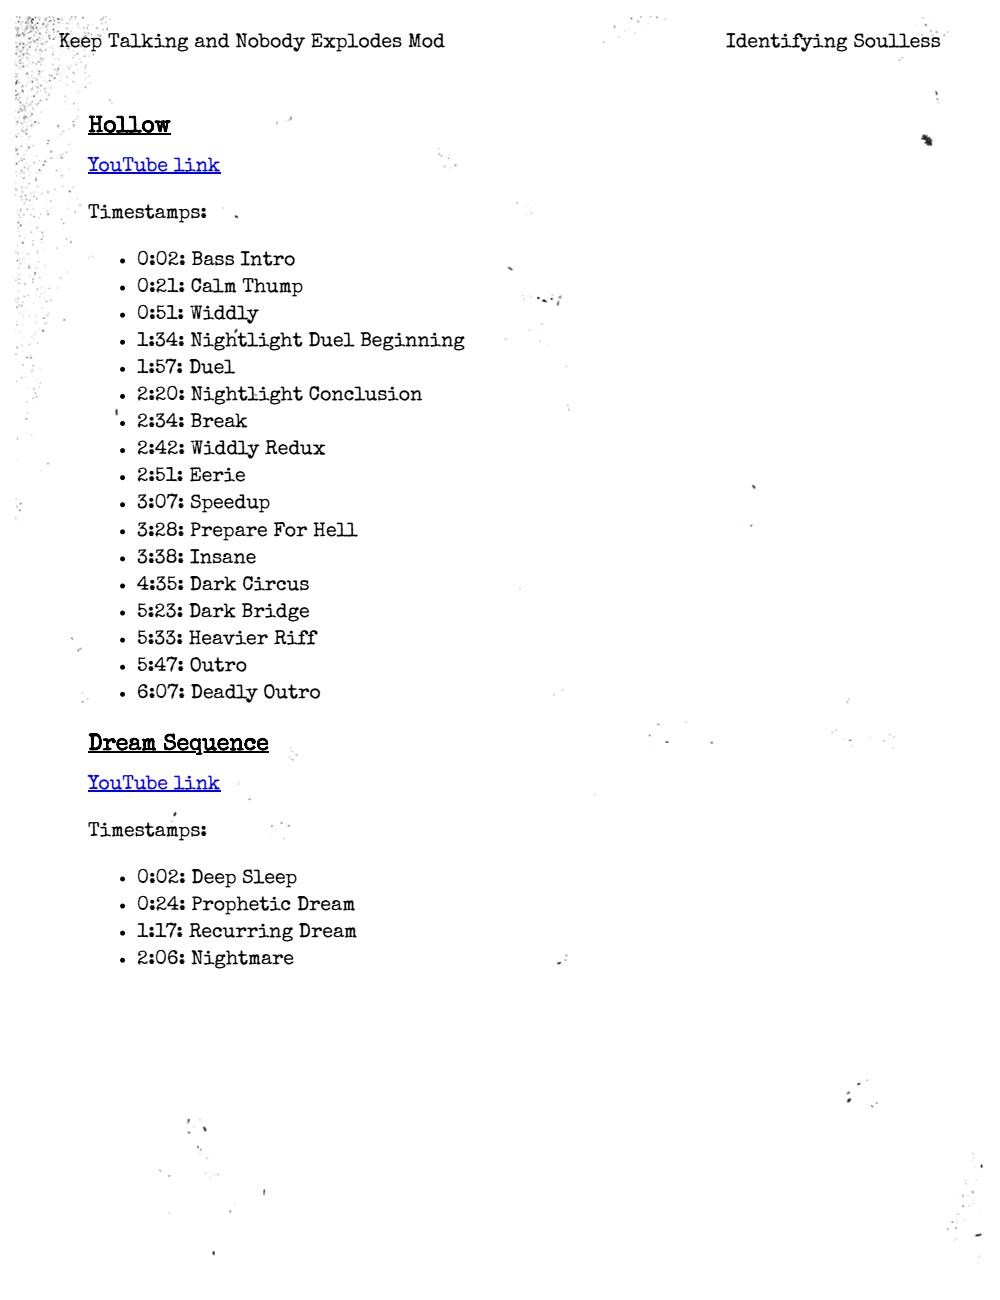 Keep Talking and Nobody Explodes Mod
Identifying Soulless
Hollow
YouTube link
Timestamps:
• 0:02: Bass Intro
• 0:21: Calm Thump
• 0:51: Widdly
• 1:34: Nightlight Duel Beginning
• 1:57: Duel
• 2:20: Nightlight Conclusion
• 2:34: Break
• 2:42: Widdly Redux
• 2:51: Eerie
• 3:07: Speedup
• 3:28: Prepare For Hell
• 3:38: Insane
• 4:35: Dark Circus
• 5:23: Dark Bridge
• 5:33: Heavier Riff
• 5:47: Outro
• 6:07: Deadly Outro
Dream Sequence
YouTube link
Timestamps:
• 0:02: Deep Sleep
• 0:24: Prophetic Dream
• 1:17: Recurring Dream
• 2:06: Nightmare